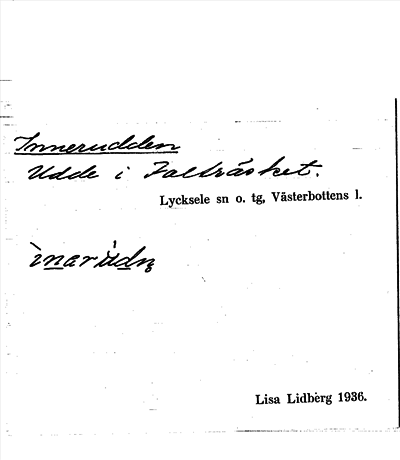 Innerudden
Udde i Falträsket.
Lycksele sn o. tg, Västerbottens l.
Lisa Lidberg 1936.